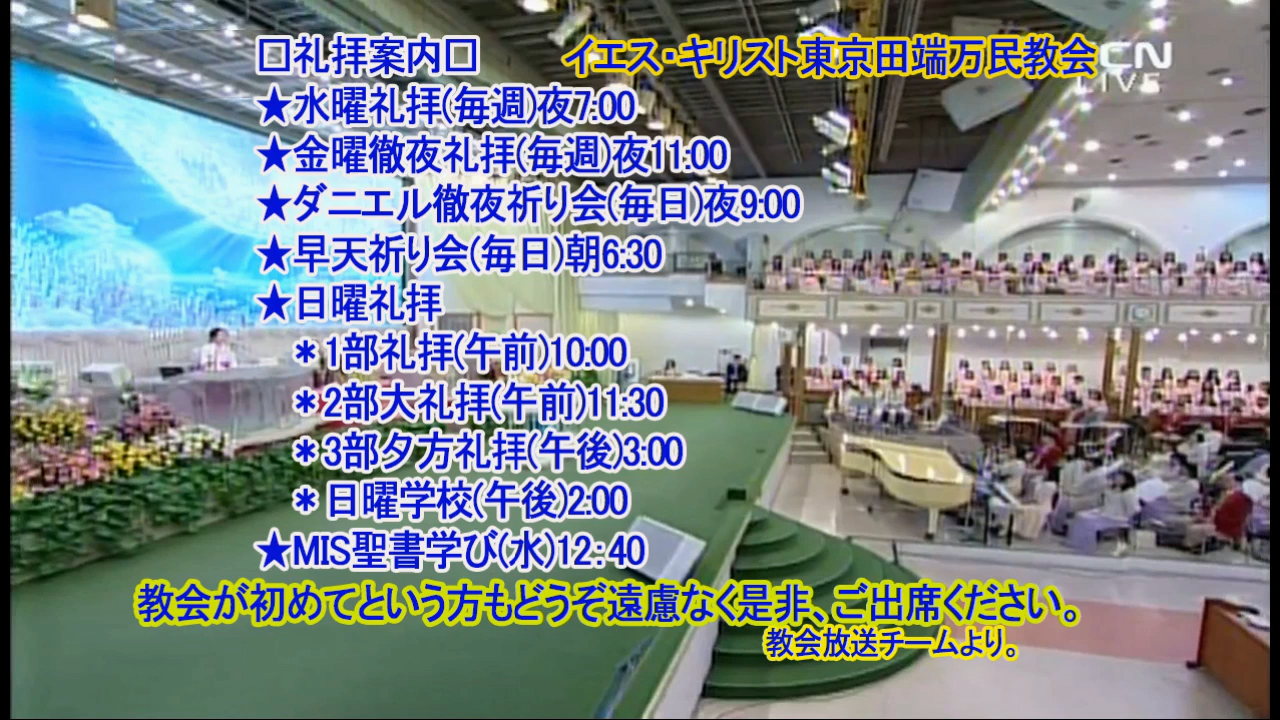 □礼拝案内□ イエス・キリスト東京田端万民教会 CN
LIVE
★水曜礼拝(毎週)夜7:00
★金曜徹夜礼拝(毎週)夜11:00
★ダニエル徹夜祈り会(毎日)夜9:00
★早天祈り会(毎日)朝6:30
★日曜礼拝
＊1部礼拝(午前)10:00
＊2部大礼拝(午前)11:30
＊3部夕方礼拝(午後)3:00
＊日曜学校(午後)2:00
★MIS聖書学び(水)12:40
教会が初めてという方もどうぞ遠慮なく是非、ご出席ください。
教会放送チームより。